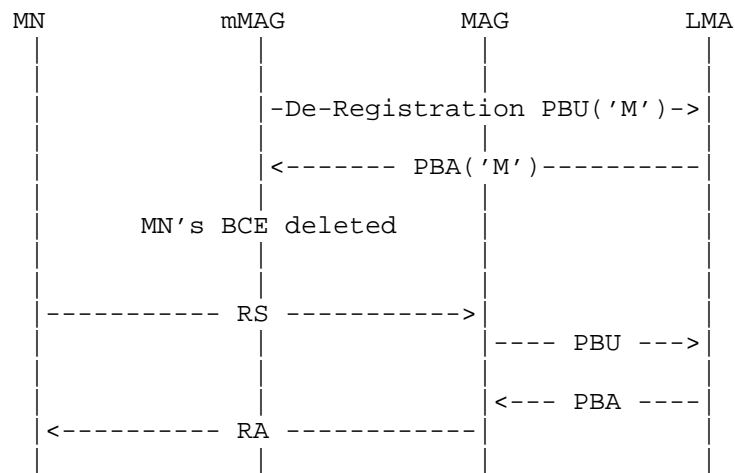 MN mMAG MAG LMA
-De-Registration PBU('M')->
<------- PBA('M')----------
MN's BCE deleted
----------- RS ----------->
---- PBU --->
<--- PBA ----
<---------- RA ------------